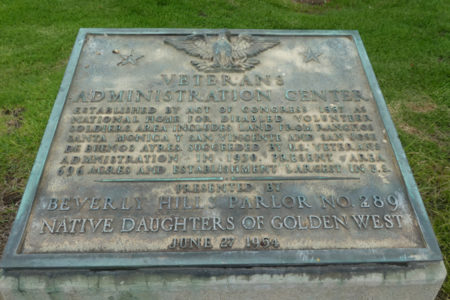 VETERANS
ADMINISTRATION CENTER
ESTABLISHED BY ACT OF CONGRESS 1887 AS
NATIONAL HOME FOR DISABLED VOLUNTEER
SOLDIERS. AREA INCLUDES LAND FROM RANCHOS
SANTA MONICA Y SAN VICENTE AND SAN JOSE
DE BUENOS AYRES. SUCCEEDED BY U.S. VETERANS
ADMINISTRATION IN 1930. PRESENT AREA
696 ACRES AND ESTABLISHMENT LARGEST IN U.S.
PRESENTED BY
BEVERLY HILLS PARLOR NO. 289
NATIVE DAUGHTERS OF GOLDEN WEST
JUNE 27 1954